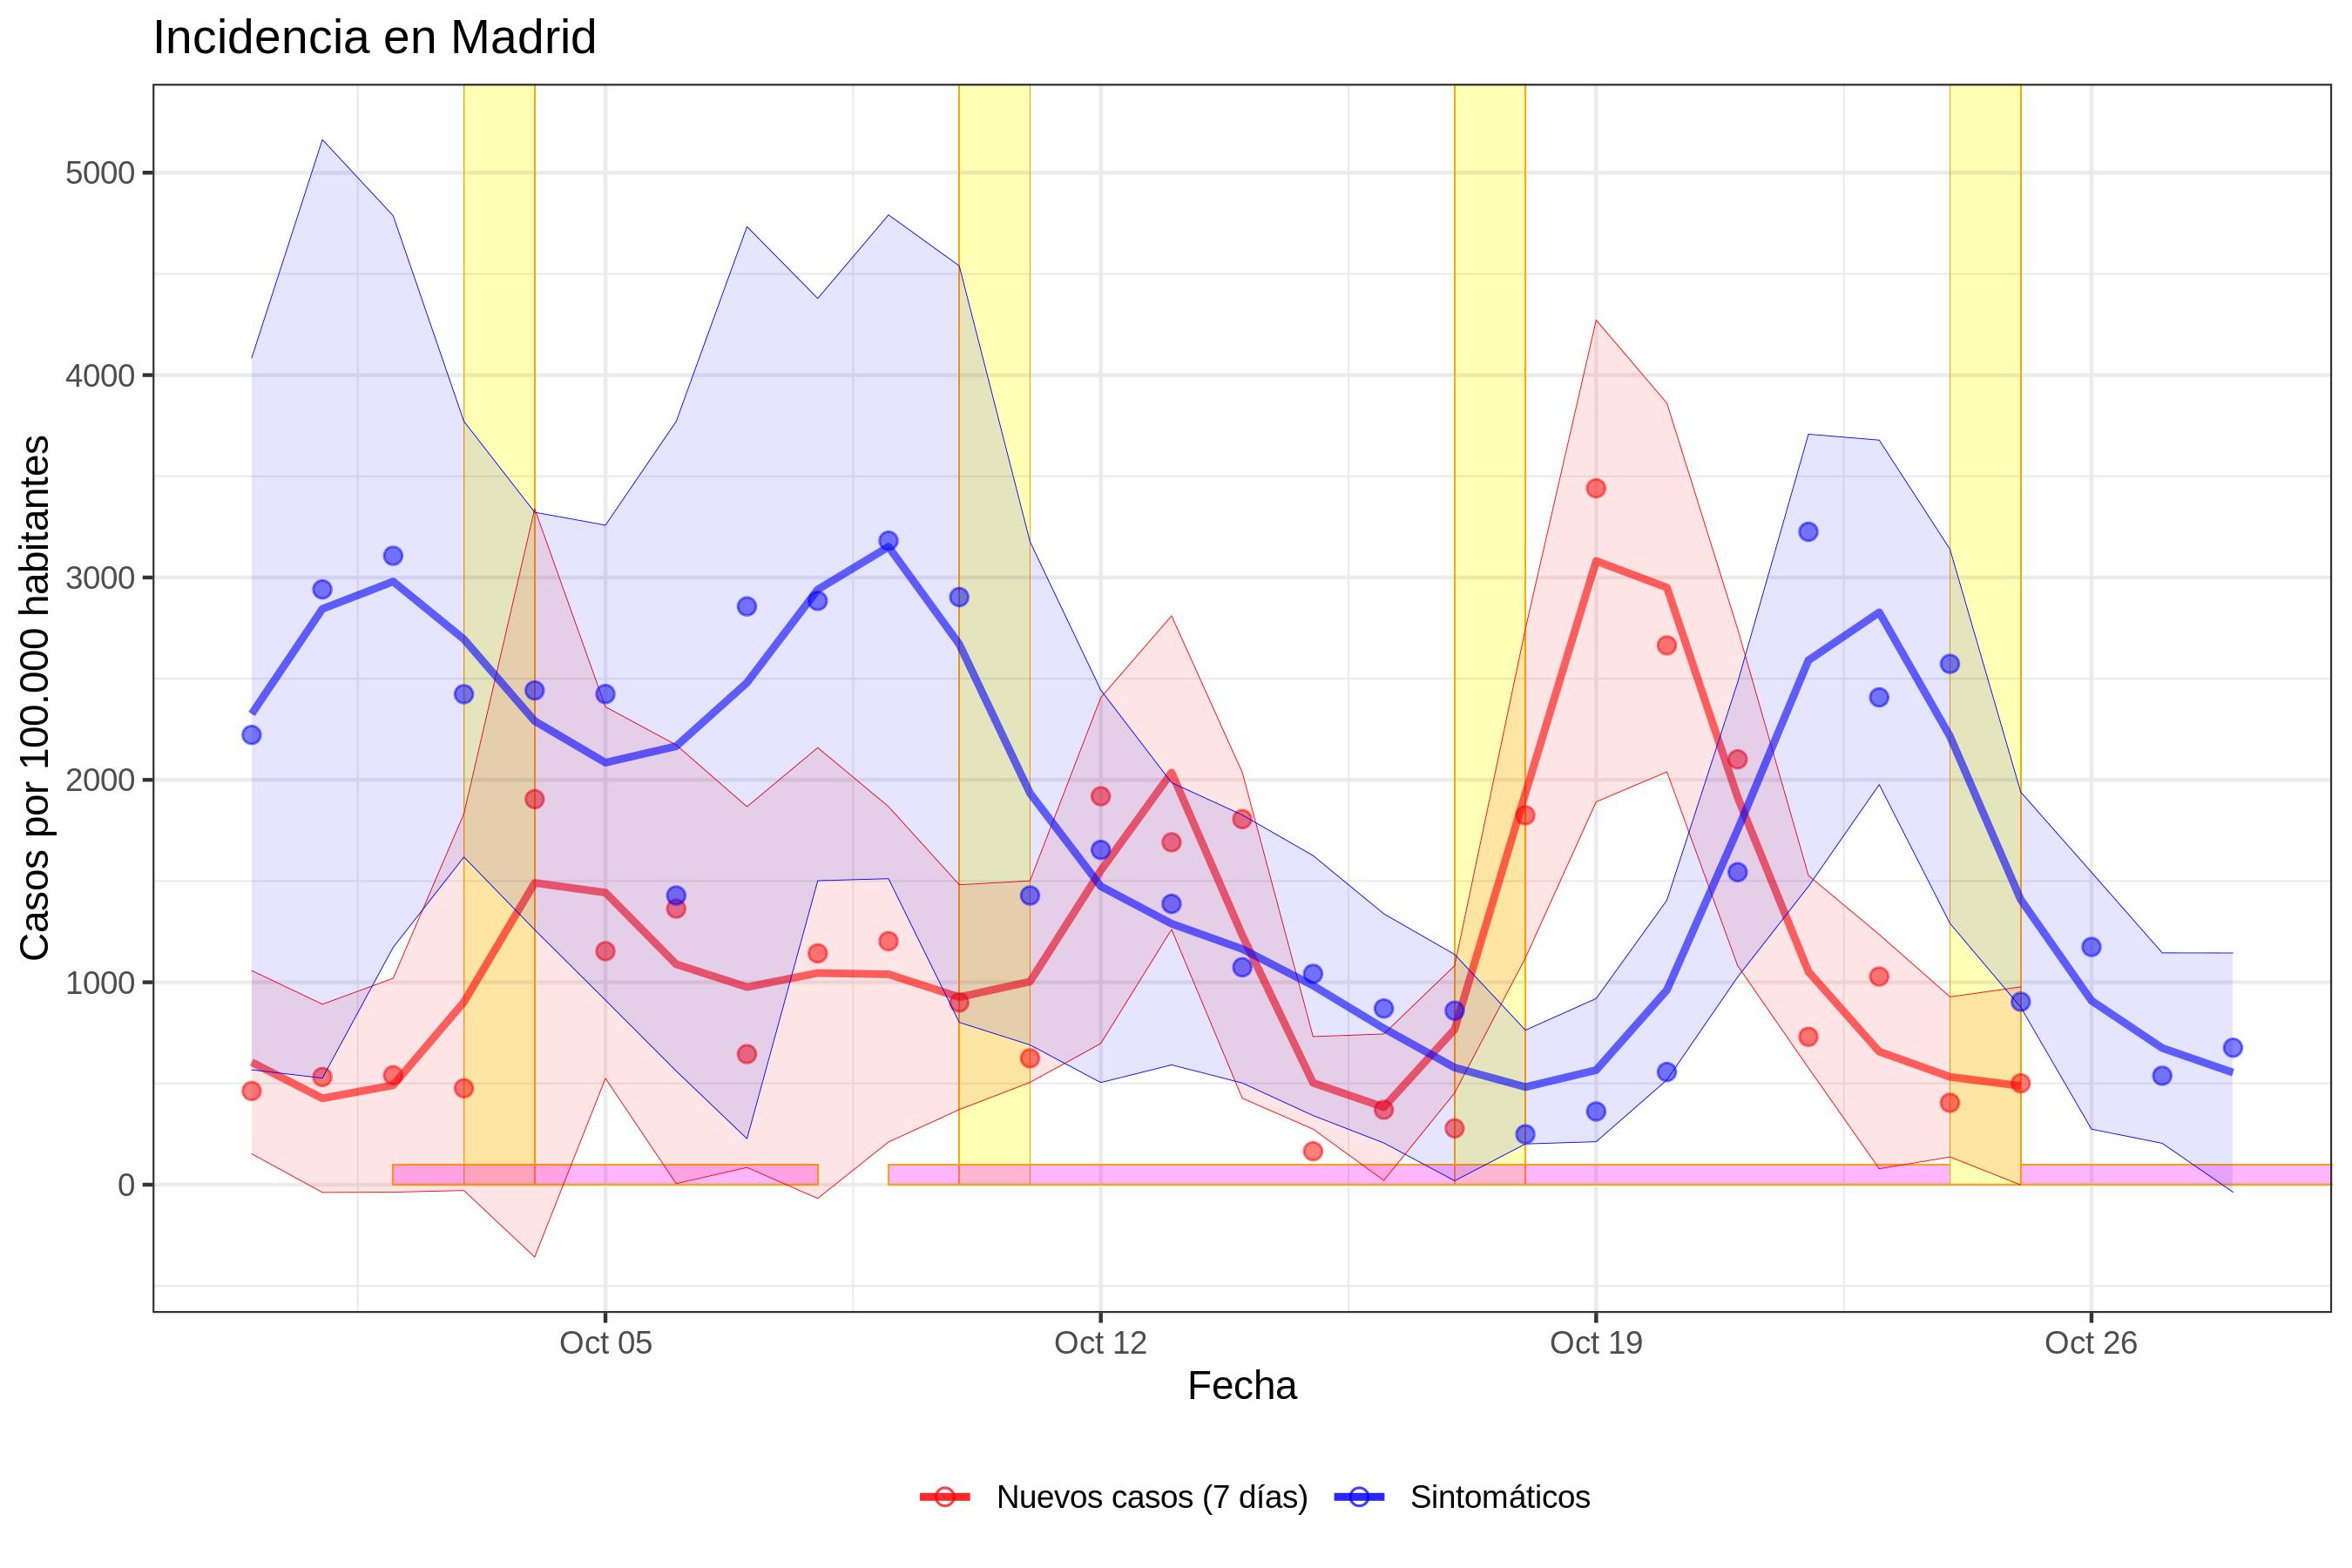 Incidencia en Madrid
Casos por 100.000 habitantes
5000
4000
3000
2000
1000
0
Oct 05 Oct 12 Oct 19 Oct 26
Fecha
Nuevos casos (7 días) Sintomáticos